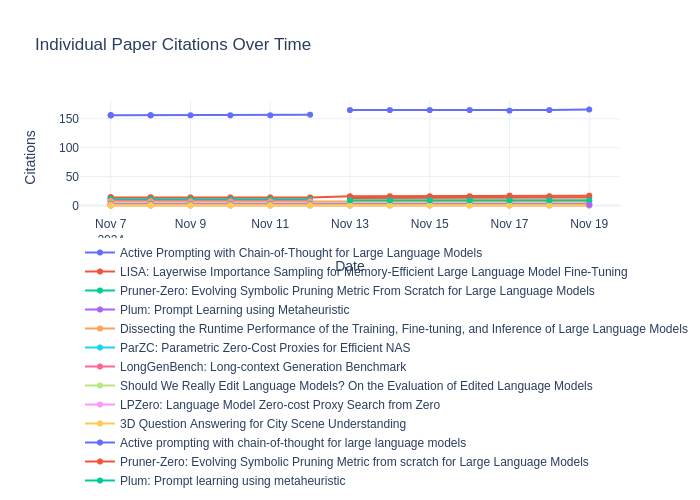 Individual Paper Citations Over Time
Citations
150
100
50
0
Nov 7
2024
Nov 9
Nov 11
Nov 13
Nov 15
Nov 17
Nov 19
Date
Active Prompting with Chain-of-Thought for Large Language Models
LISA: Layerwise Importance Sampling for Memory-Efficient Large Language Model Fine-Tuning
Pruner-Zero: Evolving Symbolic Pruning Metric From Scratch for Large Language Models
Plum: Prompt Learning using Metaheuristic
Dissecting the Runtime Performance of the Training, Fine-tuning, and Inference of Large Language Models
ParZC: Parametric Zero-Cost Proxies for Efficient NAS
LongGenBench: Long-context Generation Benchmark
Should We Really Edit Language Models? On the Evaluation of Edited Language Models
LPZero: Language Model Zero-cost Proxy Search from Zero
3D Question Answering for City Scene Understanding
Active prompting with chain-of-thought for large language models
Pruner-Zero: Evolving Symbolic Pruning Metric from scratch for Large Language Models
Plum: Prompt learning using metaheuristic